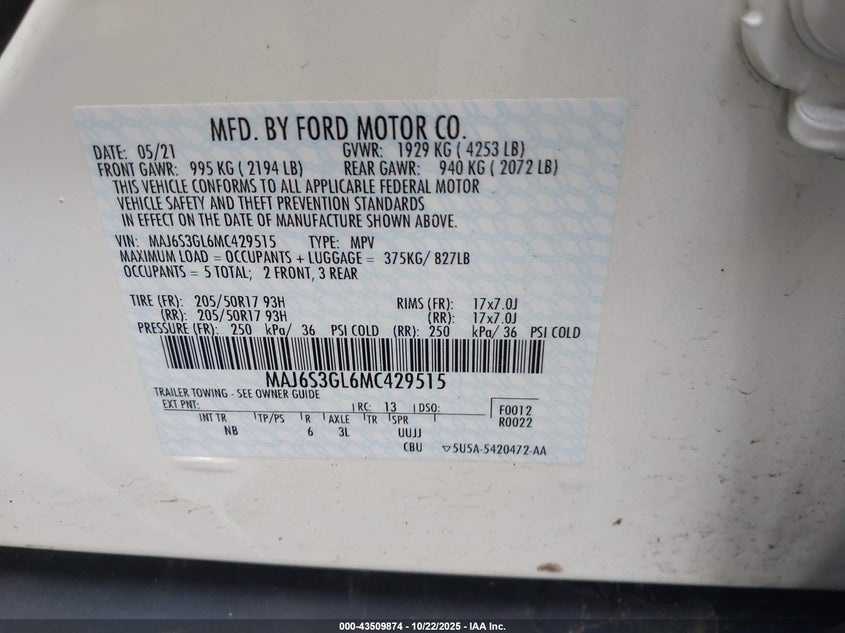 MFD. BY FORD MOTOR CO.
DATE: 05/21 GVWR: 1929 KG ( 4253 LB)
FRONT GAWR: 995 KG ( 2194 LB) REAR GAWR: 940 KG ( 2072 LB)
THIS VEHICLE CONFORMS TO ALL APPLICABLE FEDERAL MOTOR
VEHICLE SAFETY AND THEFT PREVENTION STANDARDS
IN EFFECT ON THE DATE OF MANUFACTURE SHOWN ABOVE.
VIN: MAJ6S3GL6MC429515 TYPE: MPV
MAXIMUM LOAD = OCCUPANTS + LUGGAGE = 375KG/ 827LB
OCCUPANTS = 5 TOTAL; 2 FRONT, 3 REAR
TIRE (FR): 205/50R17 93H RIMS (FR): 17x7.0J
(RR): 205/50R17 93H (RR): 17x7.0J
PRESSURE (FR): 250 kPa/ 36 PSI COLD (RR): 250 kPa/ 36 PSI COLD
MAJ6S3GL6MC429515
TRAILER TOWING - SEE OWNER GUIDE
EXT PNT: RC: 13 DSO: F0012
INT TR TP/PS R AXLE TR SPR R0022
NB 6 3L UUJJ
CBU ▽5U5A-5420472-AA
000-43509874 - 10/22/2025 - IAA Inc.